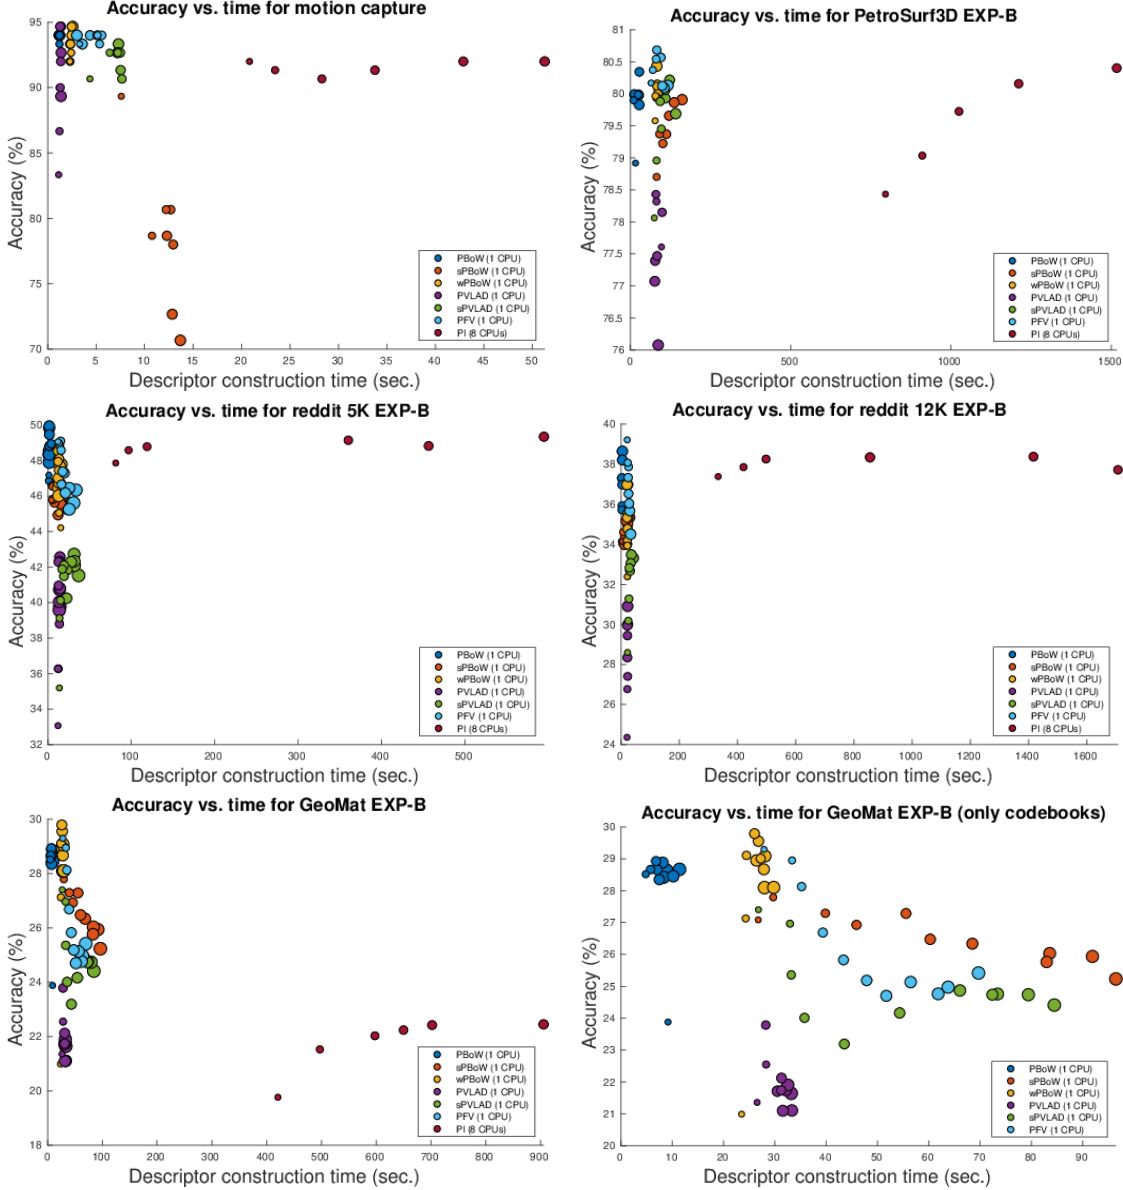 Accuracy vs. time for motion capture
95
90
85
80
75
70
Accuracy (%)
0 5 10 15 20 25 30 35 40 45 50
Descriptor construction time (sec.)
PBoW (1 CPU)
sPBoW (1 CPU)
wPBoW (1 CPU)
PVLAD (1 CPU)
sPVLAD (1 CPU)
PFV (1 CPU)
PI (8 CPUs)
Accuracy vs. time for PetroSurf3D EXP-B
81
80.5
80
79.5
79
78.5
78
77.5
77
76.5
76
Accuracy (%)
0 500 1000 1500
Descriptor construction time (sec.)
PBoW (1 CPU)
sPBoW (1 CPU)
wPBoW (1 CPU)
PVLAD (1 CPU)
sPVLAD (1 CPU)
PFV (1 CPU)
PI (8 CPUs)
Accuracy vs. time for reddit 5K EXP-B
50
48
46
44
42
40
38
36
34
32
Accuracy (%)
0 100 200 300 400 500
Descriptor construction time (sec.)
PBoW (1 CPU)
sPBoW (1 CPU)
wPBoW (1 CPU)
PVLAD (1 CPU)
sPVLAD (1 CPU)
PFV (1 CPU)
PI (8 CPUs)
Accuracy vs. time for reddit 12K EXP-B
40
38
36
34
32
30
28
26
24
Accuracy (%)
0 200 400 600 800 1000 1200 1400 1600
Descriptor construction time (sec.)
PBoW (1 CPU)
sPBoW (1 CPU)
wPBoW (1 CPU)
PVLAD (1 CPU)
sPVLAD (1 CPU)
PFV (1 CPU)
PI (8 CPUs)
Accuracy vs. time for GeoMat EXP-B
30
28
26
24
22
20
18
Accuracy (%)
0 100 200 300 400 500 600 700 800 900
Descriptor construction time (sec.)
PBoW (1 CPU)
sPBoW (1 CPU)
wPBoW (1 CPU)
PVLAD (1 CPU)
sPVLAD (1 CPU)
PFV (1 CPU)
PI (8 CPUs)
Accuracy vs. time for GeoMat EXP-B (only codebooks)
30
29
28
27
26
25
24
23
22
21
20
Accuracy (%)
0 10 20 30 40 50 60 70 80 90
Descriptor construction time (sec.)
PBoW (1 CPU)
sPBoW (1 CPU)
wPBoW (1 CPU)
PVLAD (1 CPU)
sPVLAD (1 CPU)
PFV (1 CPU)